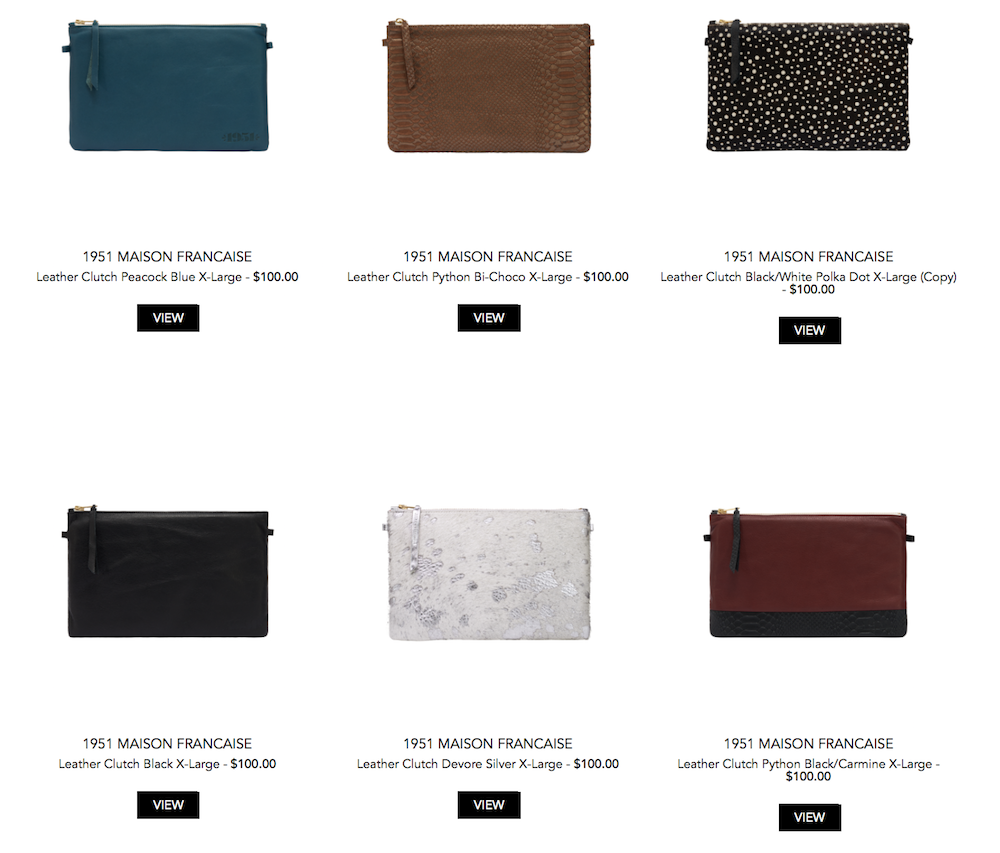 1951 MAISON FRANCAISE
Leather Clutch Peacock Blue X-Large - $100.00
VIEW
1951 MAISON FRANCAISE
Leather Clutch Python Bi-Choco X-Large - $100.00
VIEW
1951 MAISON FRANCAISE
Leather Clutch Black/White Polka Dot X-Large (Copy)
- $100.00
VIEW
1951 MAISON FRANCAISE
Leather Clutch Black X-Large - $100.00
VIEW
1951 MAISON FRANCAISE
Leather Clutch Devore Silver X-Large - $100.00
VIEW
1951 MAISON FRANCAISE
Leather Clutch Python Black/Carmine X-Large -
$100.00
VIEW